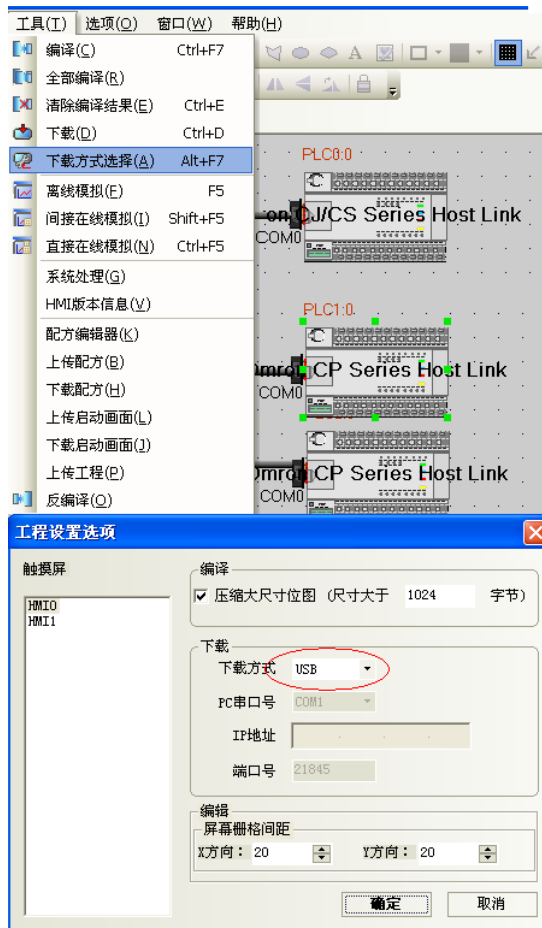 工具(T) 选项(O) 窗口(W) 帮助(H)
编译(C) Ctrl+F7
全部编译(R)
清除编译结果(E) Ctrl+E
下载(D) Ctrl+D
下载方式选择(A) Alt+F7
离线模拟(F) F5
间接在线模拟(I) Shift+F5
直接在线模拟(N) Ctrl+F5
系统处理(G)
HMI版本信息(V)
配方编辑器(K)
上传配方(B)
下载配方(H)
上传启动画面(L)
下载启动画面(J)
上传工程(P)
反编译(O)
PLC0:0
on CJ/CS Series Host Link
COM0
PLC1:0
mron CP Series Host Link
COM0
mron CP Series Host Link
COM0
工程设置选项
触摸屏
HMI0
HMI1
编译
压缩大尺寸位图 (尺寸大于 1024 字节)
下载
下载方式 USB
PC串口号 COM1
IP地址
端口号 21845
编辑
屏幕栅格间距
X方向： 20 Y方向： 20
确定 取消